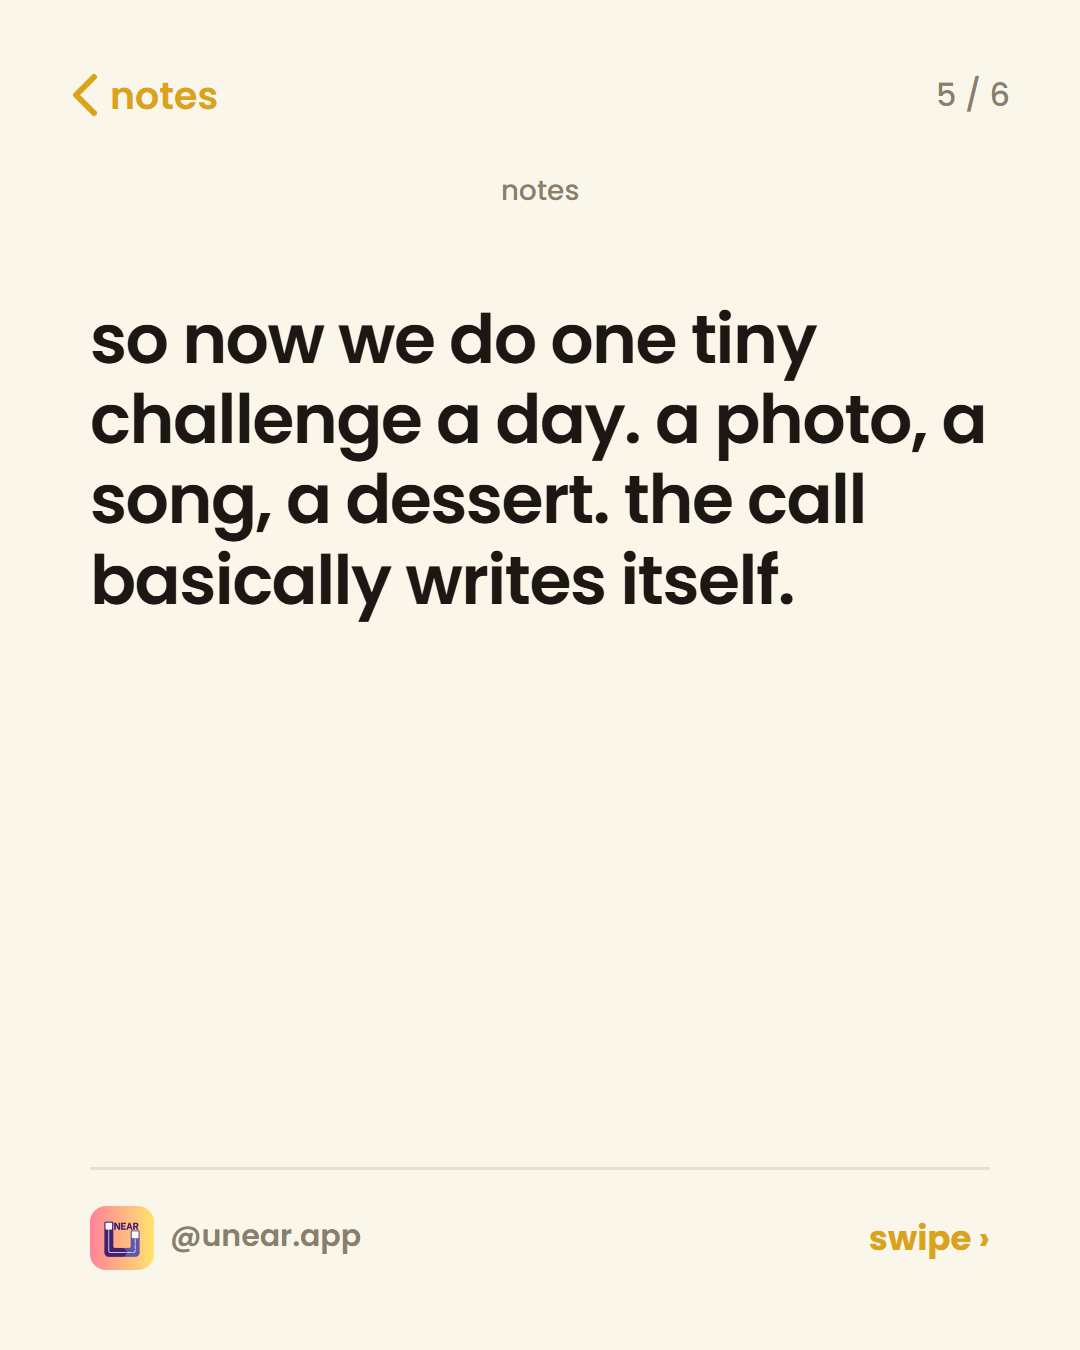 notes
5 / 6
notes
so now we do one tiny
challenge a day. a photo, a
song, a dessert. the call
basically writes itself.
NEAR
@unear.app
swipe ›